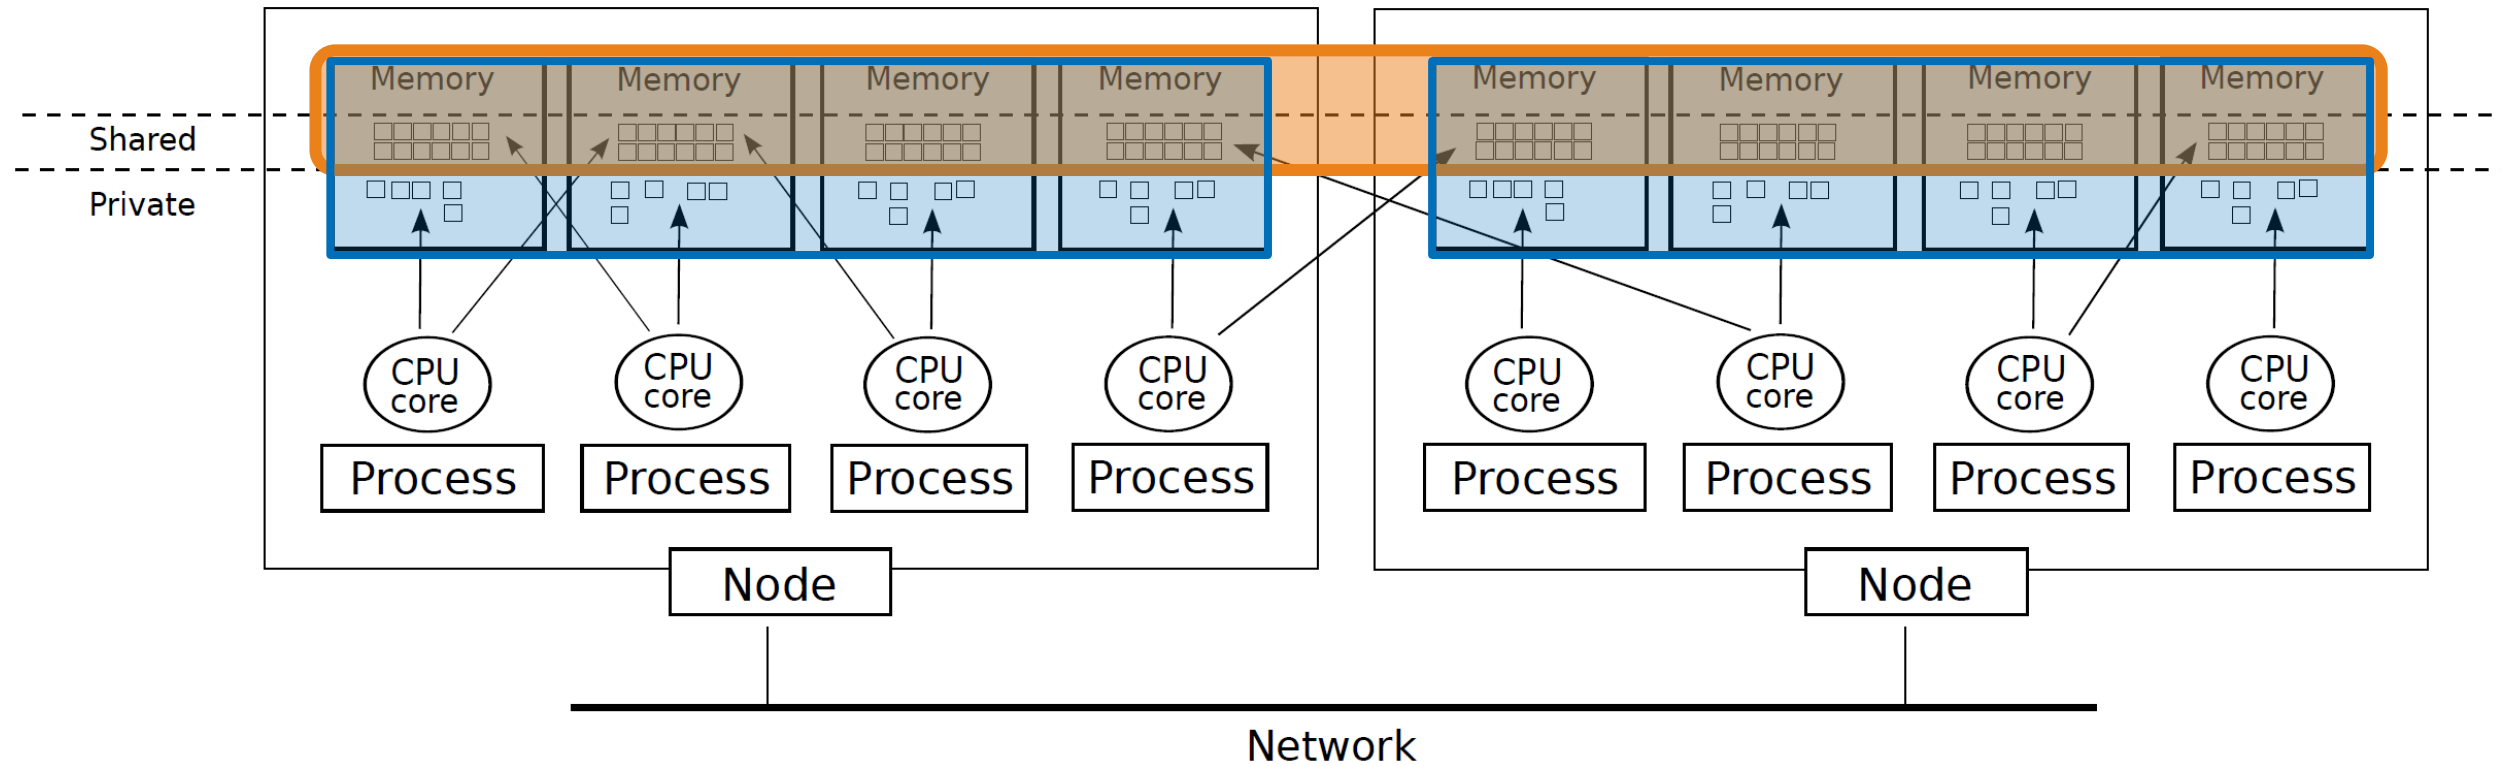 Memory Memory Memory Memory Memory Memory Memory Memory
Shared
Private
CPU core
CPU core
CPU core
CPU core
CPU core
CPU core
CPU core
CPU core
Process Process Process Process Process Process Process Process
Node Node
Network